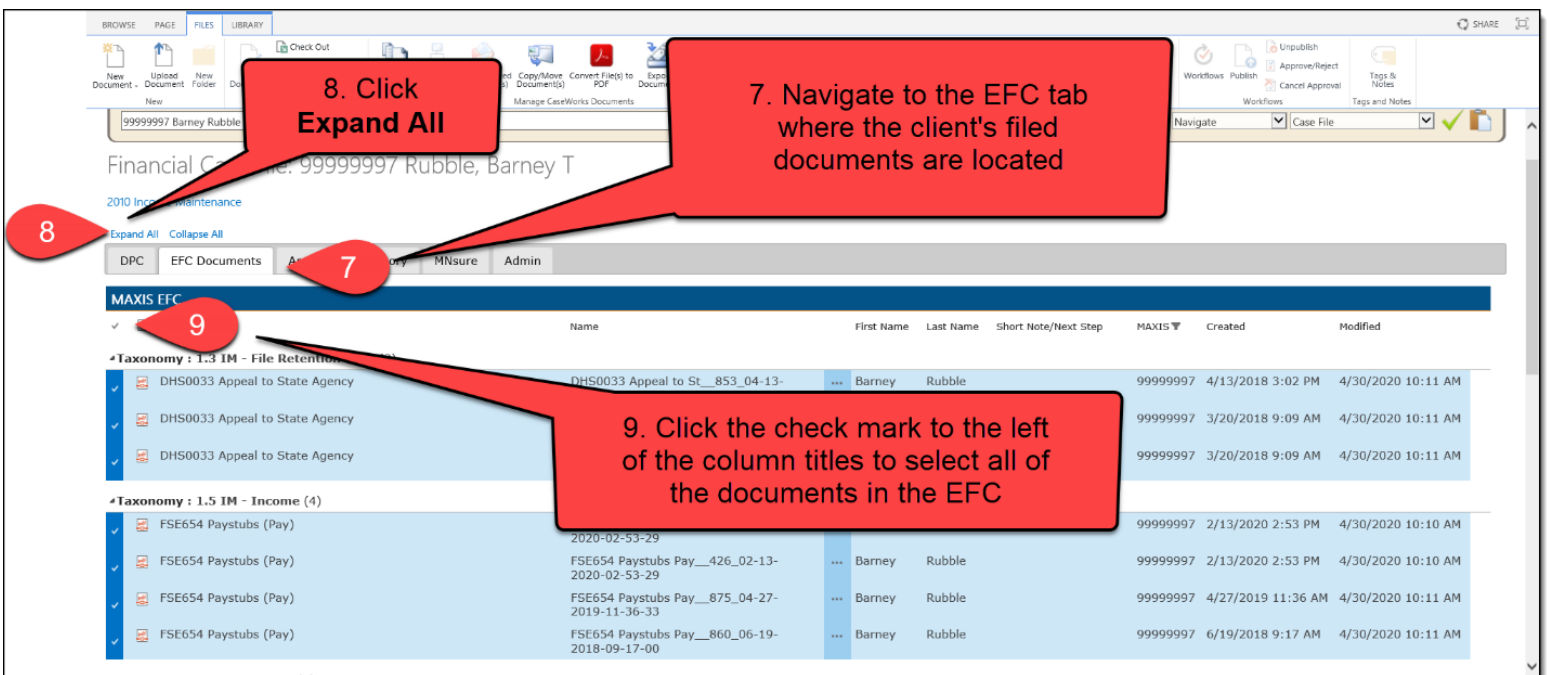 BROWSE PAGE FILES LIBRARY SHARE
Check Out
Unpublish
Approve/Reject
Cancel Approval
New Document
Upload Document
New Folder
Copy/Move Document(s)
Convert File(s) to PDF
Workflows Publish
Tags & Notes
New Manage CaseWorks Documents Workflows Tags and Notes
8. Click
Expand All
7. Navigate to the EFC tab
where the client's filed
documents are located
99999997 Barney Rubble Navigate Case File
Financial 99999997 Rubble, Barney T
2010 Maintenance
8
Expand All Collapse All
DPC EFC Documents 7 MNsure Admin
MAXIS EFC
9
Name First Name Last Name Short Note/Next Step MAXIS Created Modified
Taxonomy : 1.3 IM - File Retention
DHS0033 Appeal to State Agency DHS0033 Appeal to St__853_04-13- ... Barney Rubble 99999997 4/13/2018 3:02 PM 4/30/2020 10:11 AM
DHS0033 Appeal to State Agency 99999997 3/20/2018 9:09 AM 4/30/2020 10:11 AM
DHS0033 Appeal to State Agency 99999997 3/20/2018 9:09 AM 4/30/2020 10:11 AM
9. Click the check mark to the left
of the column titles to select all of
the documents in the EFC
Taxonomy : 1.5 IM - Income (4)
FSE654 Paystubs (Pay) 99999997 2/13/2020 2:53 PM 4/30/2020 10:10 AM
2020-02-53-29
FSE654 Paystubs (Pay) FSE654 Paystubs Pay__426_02-13- ... Barney Rubble 99999997 2/13/2020 2:53 PM 4/30/2020 10:10 AM
2020-02-53-29
FSE654 Paystubs (Pay) FSE654 Paystubs Pay__875_04-27- ... Barney Rubble 99999997 4/27/2019 11:36 AM 4/30/2020 10:11 AM
2019-11-36-33
FSE654 Paystubs (Pay) FSE654 Paystubs Pay__860_06-19- ... Barney Rubble 99999997 6/19/2018 9:17 AM 4/30/2020 10:11 AM
2018-09-17-00